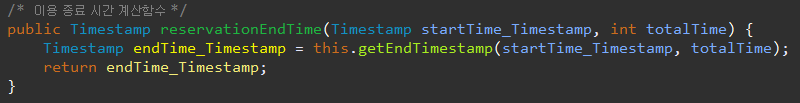 /* 이용 종료 시간 계산함수 */
public Timestamp reservationEndTime(Timestamp startTime_Timestamp, int totalTime) {
    Timestamp endTime_Timestamp = this.getEndTimestamp(startTime_Timestamp, totalTime);
    return endTime_Timestamp;
}